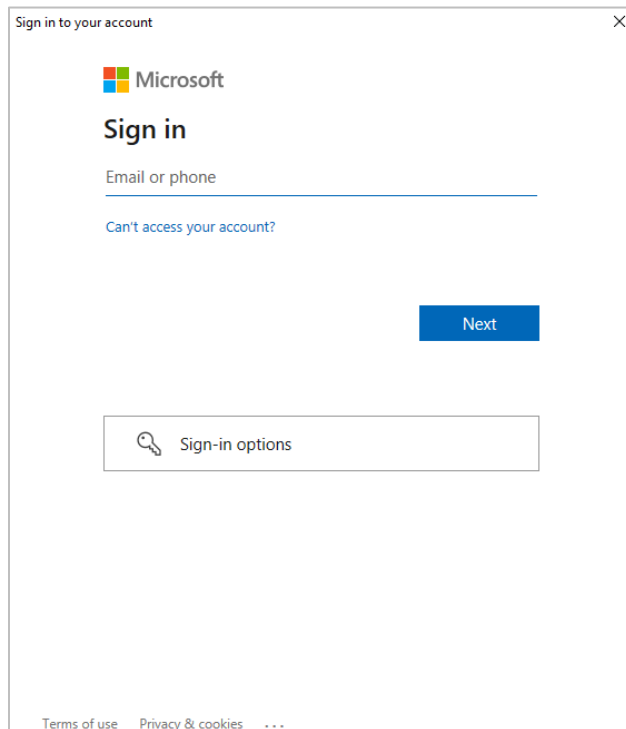 Sign in to your account
Microsoft
Sign in
Email or phone
Can't access your account?
Next
Sign-in options
Terms of use Privacy & cookies ...